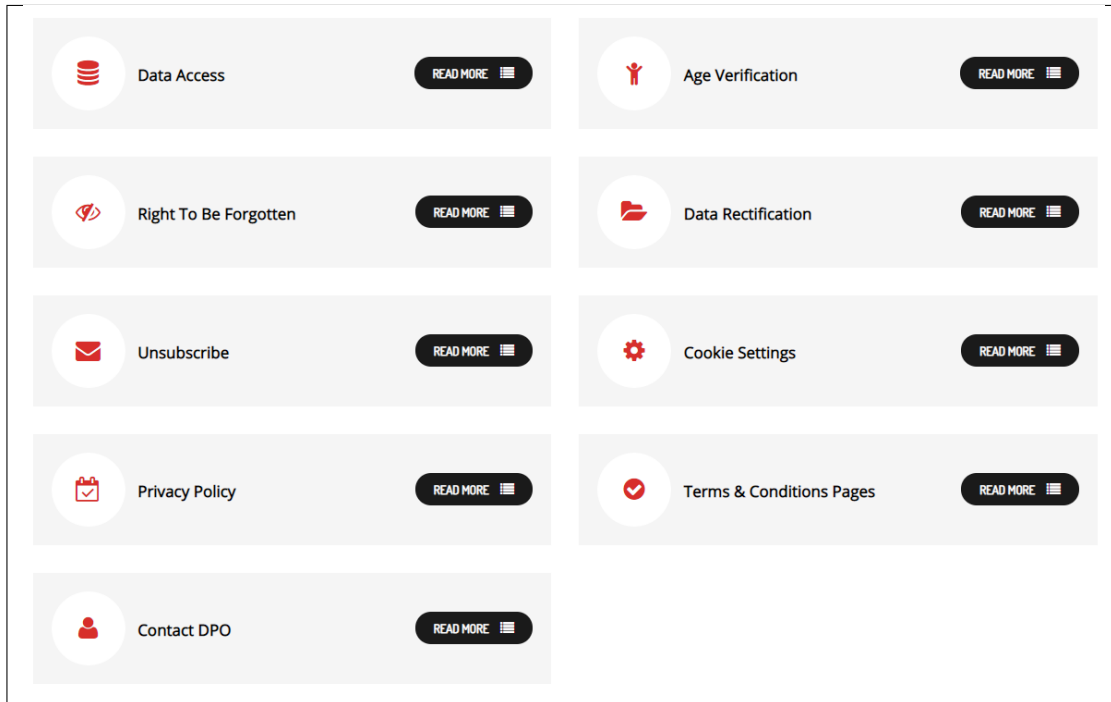 Data Access
READ MORE
Age Verification
READ MORE
Right To Be Forgotten
READ MORE
Data Rectification
READ MORE
Unsubscribe
READ MORE
Cookie Settings
READ MORE
Privacy Policy
READ MORE
Terms & Conditions Pages
READ MORE
Contact DPO
READ MORE